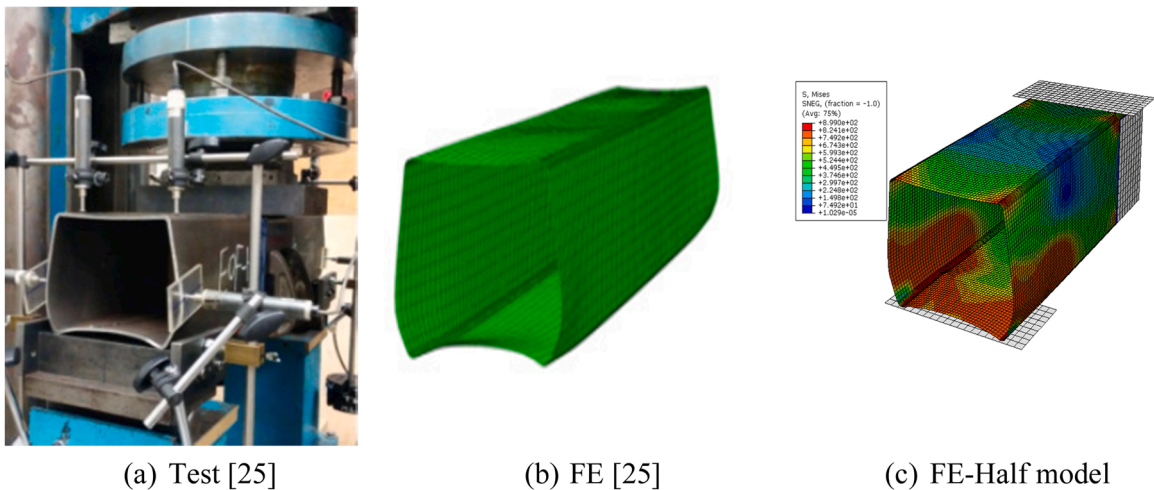 S, Mises
SNEG, (fraction = -1.0)
(Avg: 75%)
+8.990e+02
+8.241e+02
+7.492e+02
+6.743e+02
+5.993e+02
+5.244e+02
+4.495e+02
+3.746e+02
+2.997e+02
+2.248e+02
+1.498e+02
+7.492e+01
+1.029e-05
(a) Test [25]
(b) FE [25]
(c) FE-Half model